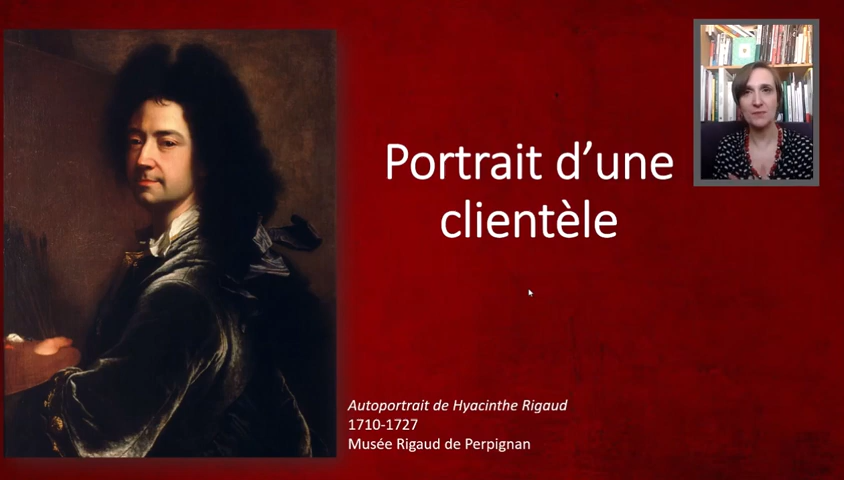 Portrait d'une
clientèle
Autoportrait de Hyacinthe Rigaud
1710-1727
Musée Rigaud de Perpignan